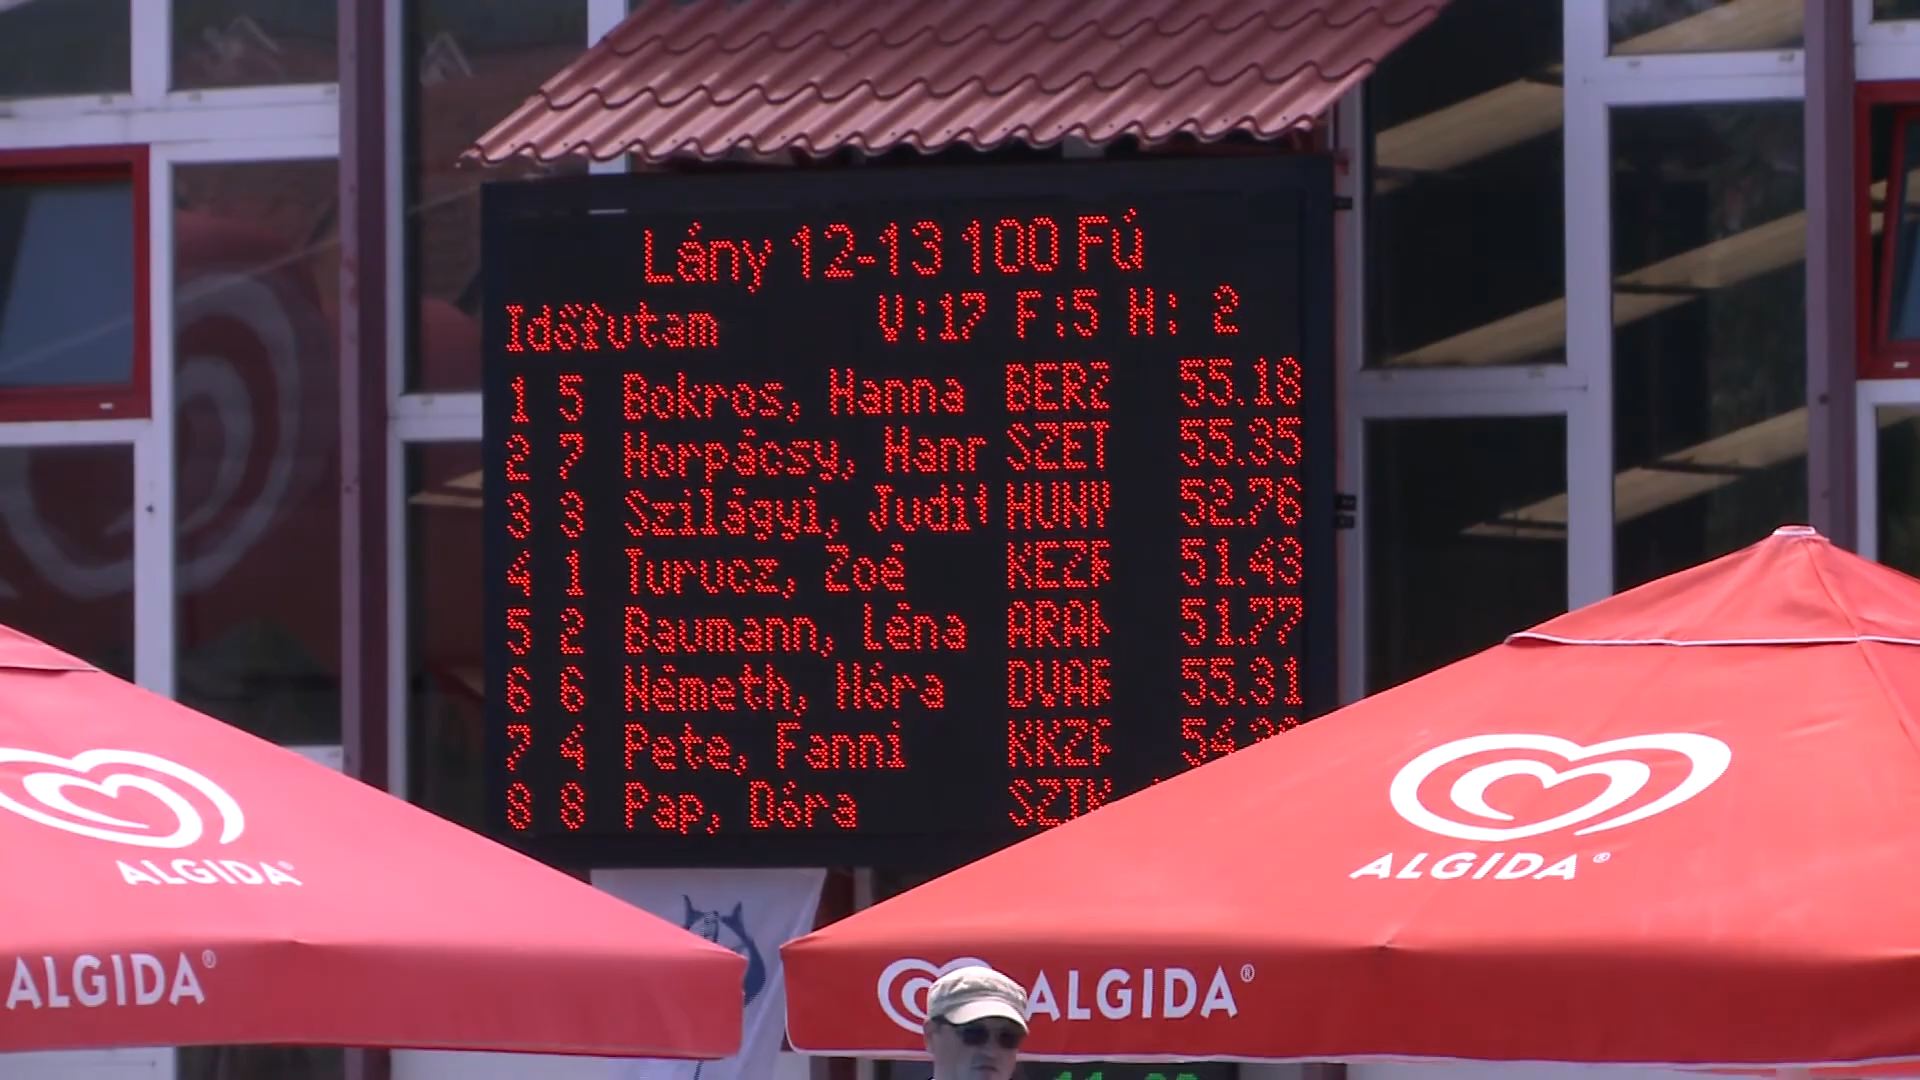 Lány 12-13 100 Fú
Időfutam V:17 F:5 H: 2
1 5 Bokros, Hanna BERZ 55.18
2 7 Horpácsy, Hanr SZET 55.35
3 3 Szilágyi, Judit HUNY 52.76
4 1 Turucz, Zoé KEZR 51.43
5 2 Baumann, Léna ARAN 51.77
6 6 Németh, Nóra DVAR 55.31
7 4 Pete, Fanni KKZP
8 8 Pap, Dóra
ALGIDA®
ALGIDA®
ALGIDA®
ALGIDA®